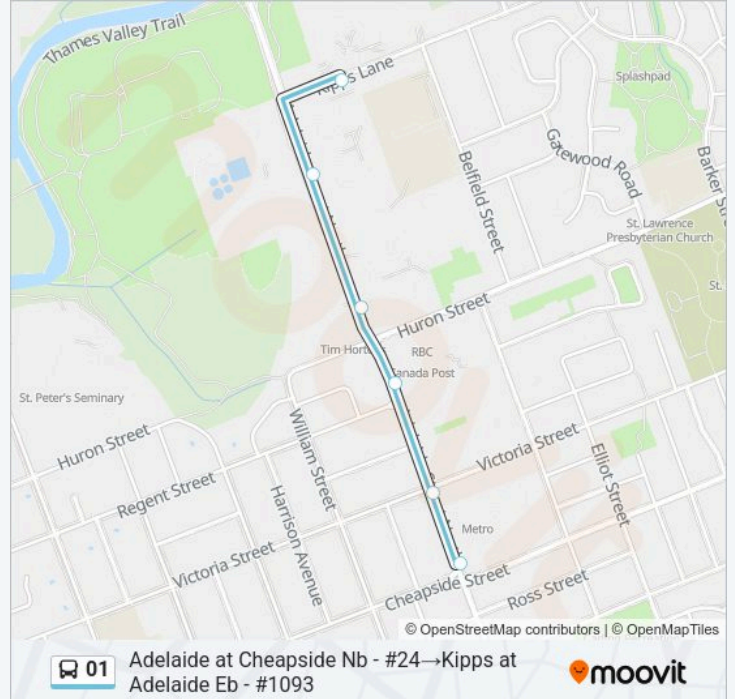 Thames Valley Trail
Kipps Lane
Splashpad
Gatewood Road
Belfield Street
Barker
St. Lawrence
Presbyterian Church
St.
Huron Street
Tim Hort
RBC
Canada Post
St. Peter's Seminary
William Street
Huron Street
Victoria Street
Elliot Street
Regent Street
Harrison Avenue
Metro
Victoria Street
Cheapside Street
Ross Street
© OpenStreetMap contributors | © OpenMapTiles
01
Adelaide at Cheapside Nb - #24→Kipps at
Adelaide Eb - #1093
moovit